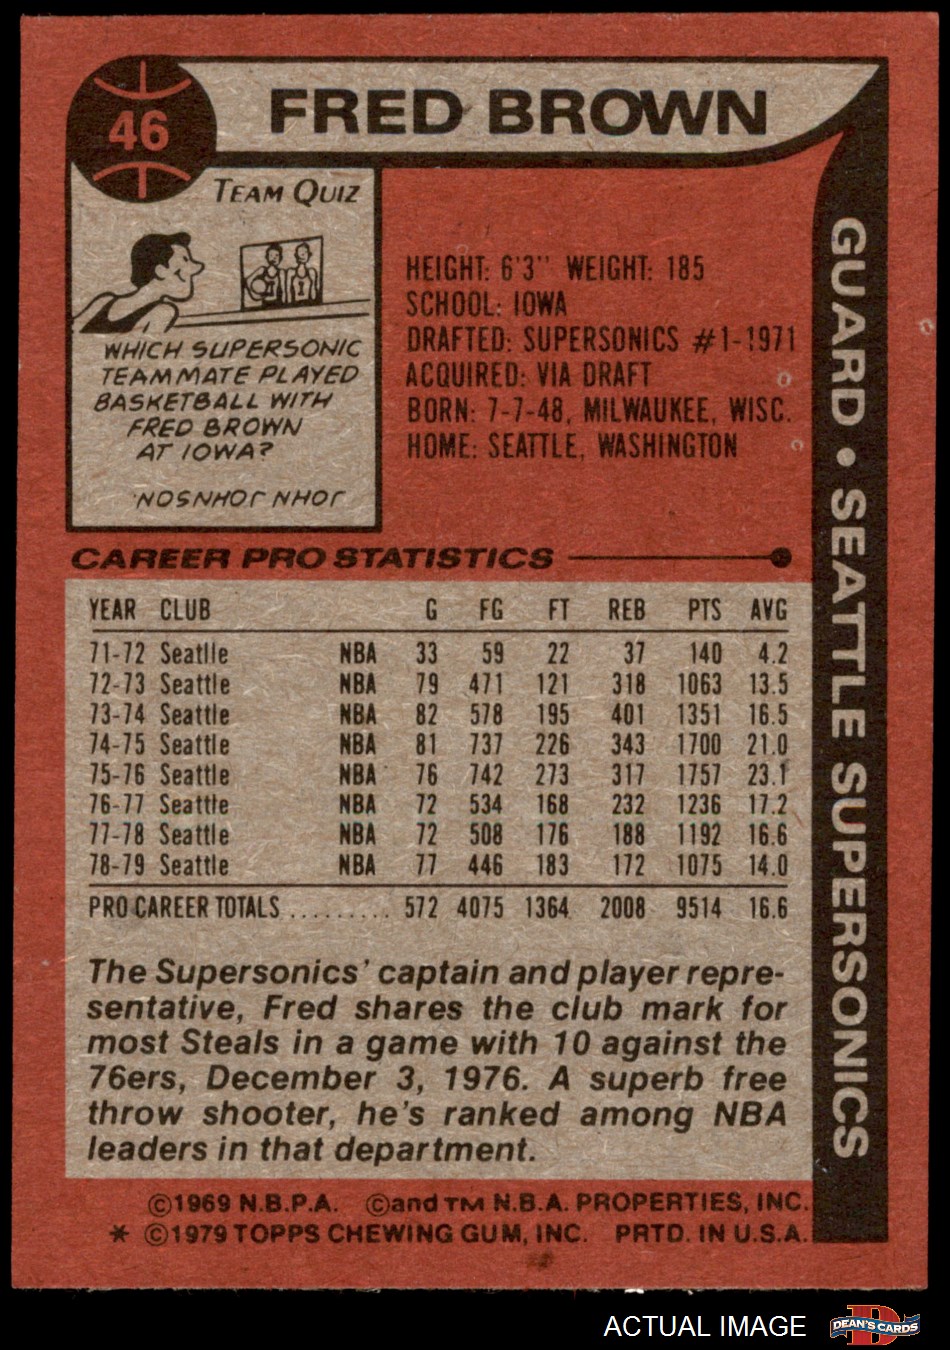 46
FRED BROWN
TEAM QUIZ
WHICH SUPERSONIC
TEAMMATE PLAYED
BASKETBALL WITH
FRED BROWN
AT IOWA?
NOSNHOJ NHOJ
HEIGHT: 6'3" WEIGHT: 185
SCHOOL: IOWA
DRAFTED: SUPERSONICS #1-1971
ACQUIRED: VIA DRAFT
BORN: 7-7-48, MILWAUKEE, WISC.
HOME: SEATTLE, WASHINGTON
GUARD • SEATTLE SUPERSONICS
CAREER PRO STATISTICS
YEAR CLUB G FG FT REB PTS AVG
71-72 Seattle NBA 33 59 22 37 140 4.2
72-73 Seattle NBA 79 471 121 318 1063 13.5
73-74 Seattle NBA 82 578 195 401 1351 16.5
74-75 Seattle NBA 81 737 226 343 1700 21.0
75-76 Seattle NBA 76 742 273 317 1757 23.1
76-77 Seattle NBA 72 534 168 232 1236 17.2
77-78 Seattle NBA 72 508 176 188 1192 16.6
78-79 Seattle NBA 77 446 183 172 1075 14.0
PRO CAREER TOTALS ......... 572 4075 1364 2008 9514 16.6
The Supersonics' captain and player repre-
sentative, Fred shares the club mark for
most Steals in a game with 10 against the
76ers, December 3, 1976. A superb free
throw shooter, he's ranked among NBA
leaders in that department.
©1969 N.B.P.A. ©and TM N.B.A. PROPERTIES, INC.
* ©1979 TOPPS CHEWING GUM, INC. PRTD. IN U.S.A.
ACTUAL IMAGE
D
DEAN'S CARDS